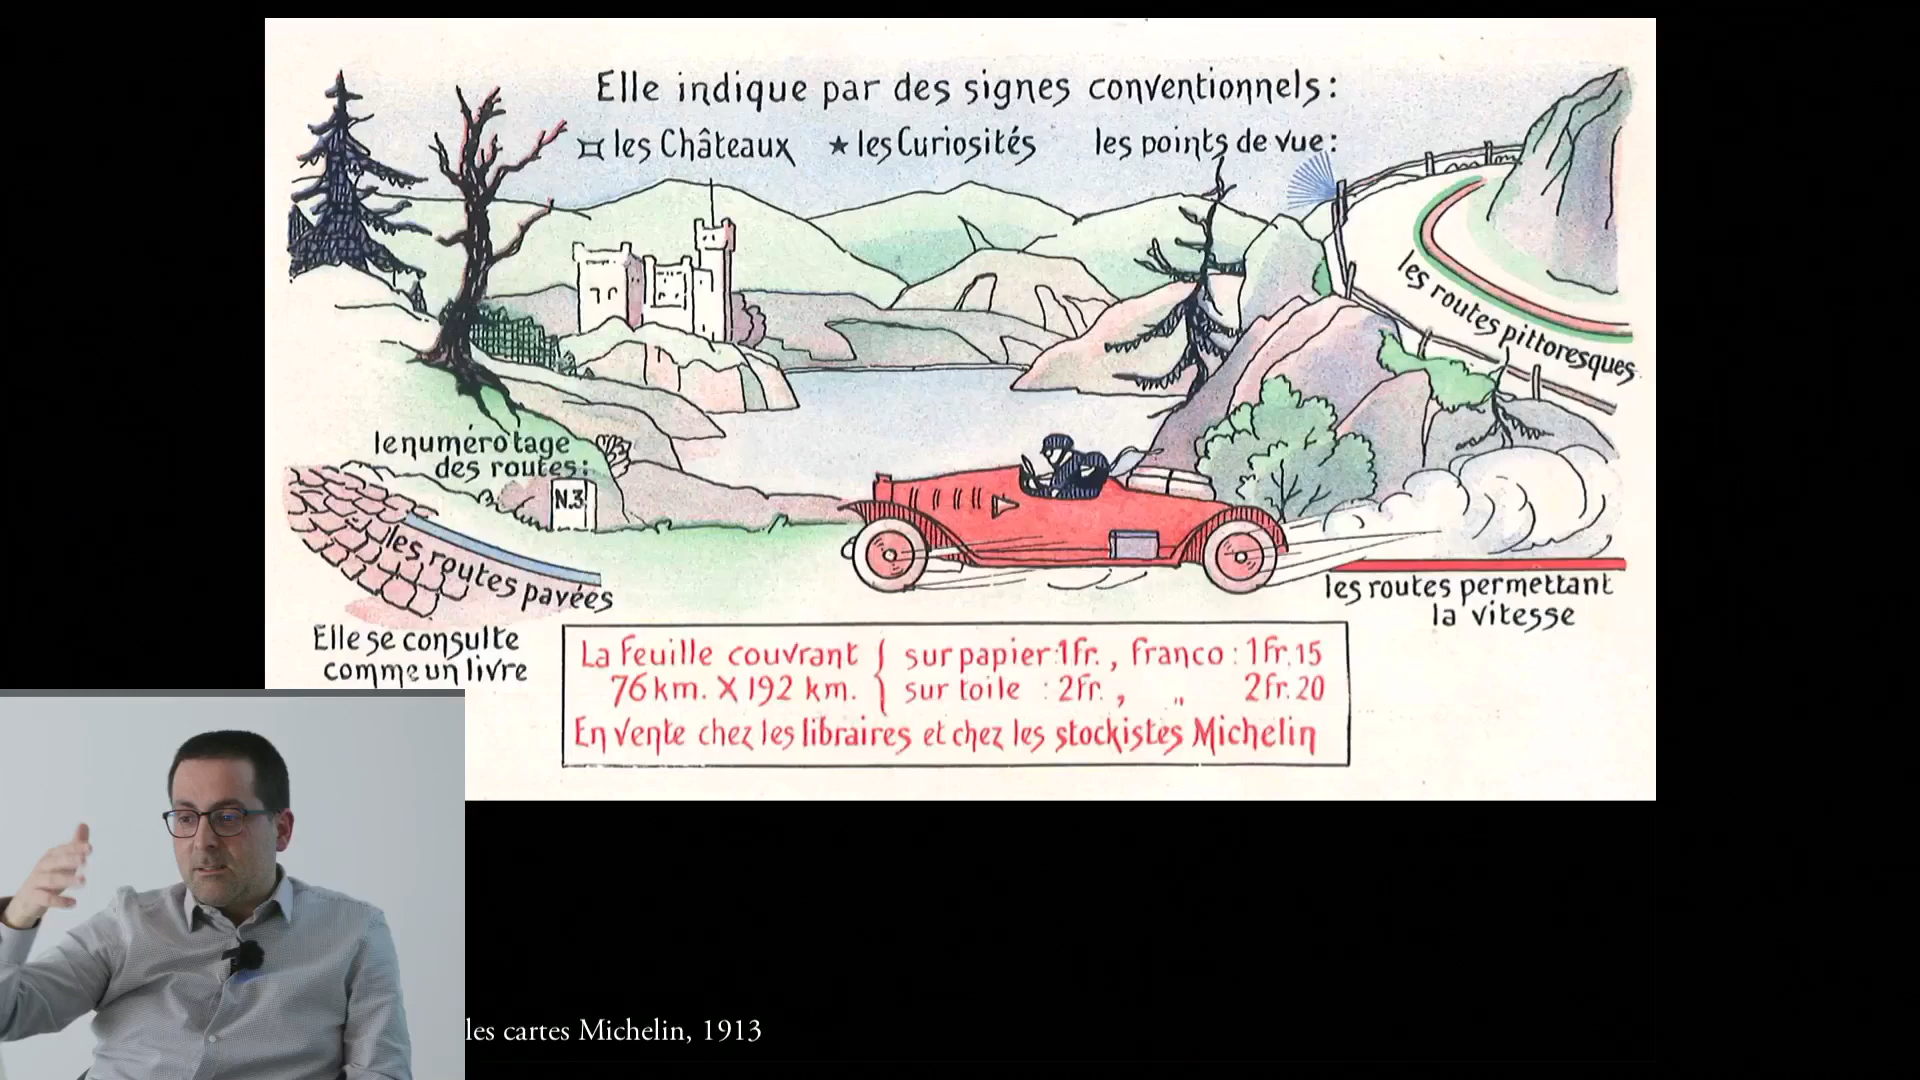 Elle indique par des signes conventionnels:
les Châteaux ★ les Curiosités les points de vue:
les routes pittoresques
le numérotage
des routes:
N.3
les routes pavées
les routes permettant
la vitesse
Elle se consulte
comme un livre
La feuille couvrant { sur papier: 1fr., franco: 1fr.15
76 km. X 192 km. { sur toile : 2fr., „ 2fr.20
En vente chez les libraires et chez les stockistes Michelin
les cartes Michelin, 1913